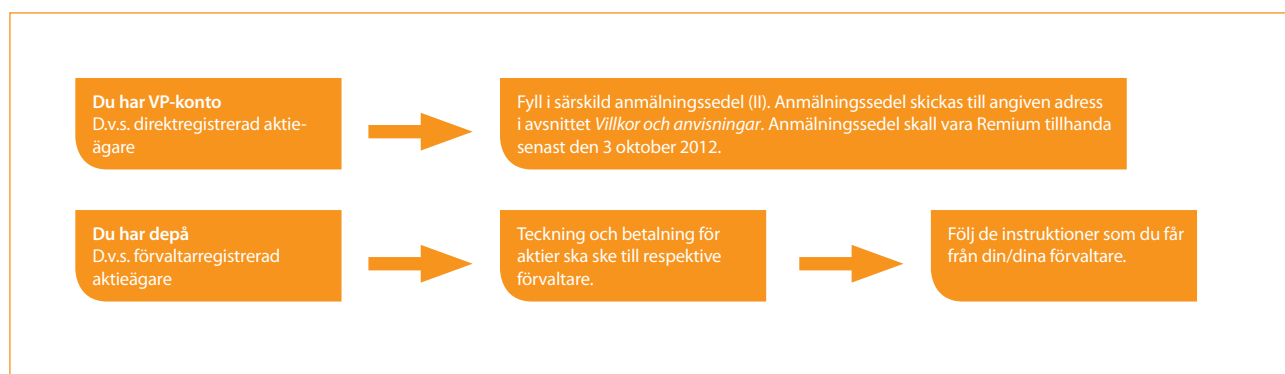 Du har VP-konto
D.v.s. direktregistrerad aktie-
ägare
Fyll i särskild anmälningssedel (II). Anmälningssedel skickas till angiven adress
i avsnittet Villkor och anvisningar. Anmälningssedel skall vara Remium tillhanda
senast den 3 oktober 2012.
Du har depå
D.v.s. förvaltarregistrerad
aktieägare
Teckning och betalning för
aktier ska ske till respektive
förvaltare.
Följ de instruktioner som du får
från din/dina förvaltare.